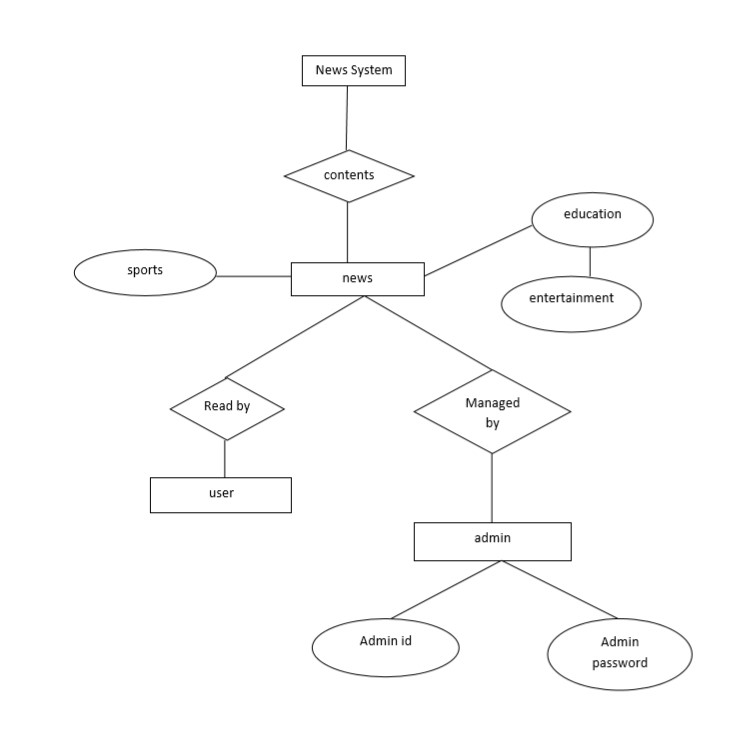 News System
contents
education
sports
news
entertainment
Read by
Managed
by
user
admin
Admin id
Admin
password